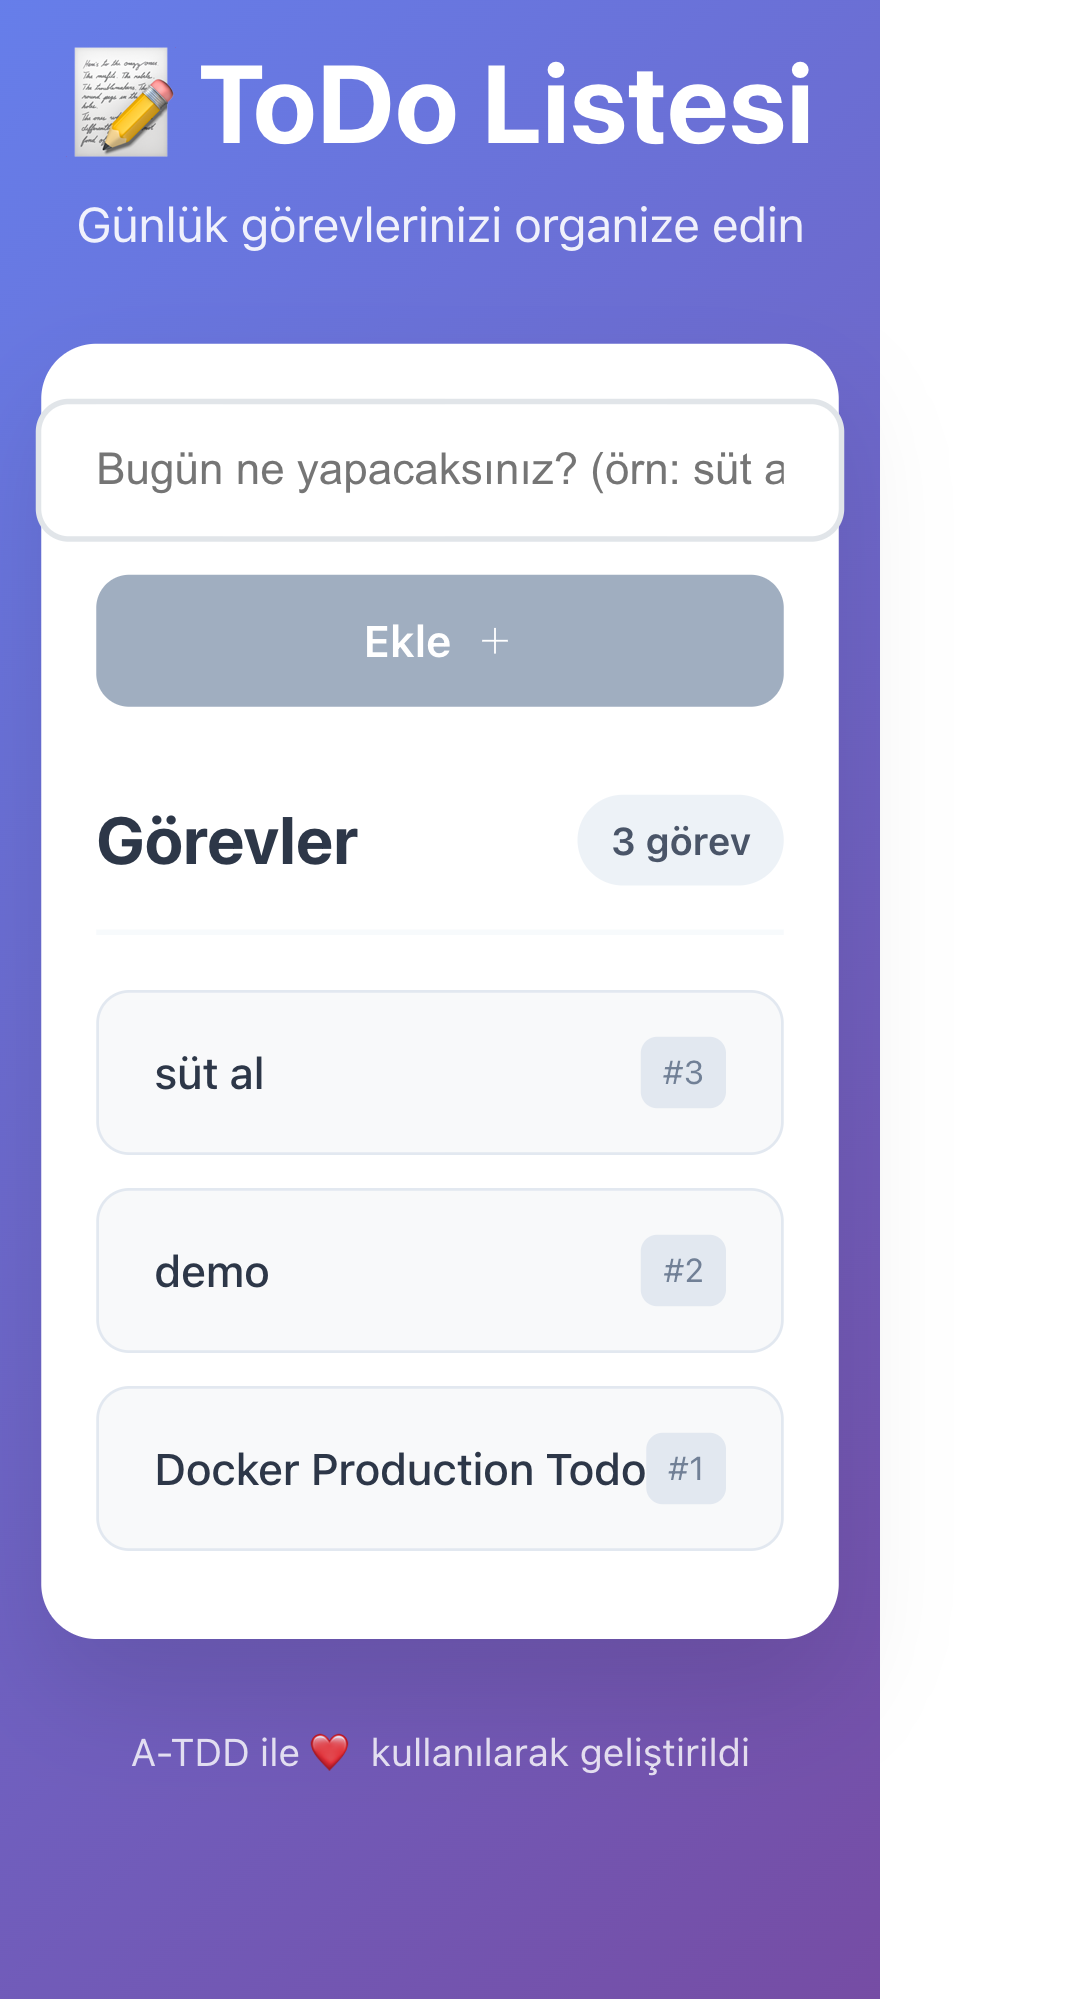 ToDo Listesi
Günlük görevlerinizi organize edin
Bugün ne yapacaksınız? (örn: süt a
Ekle +
Görevler
3 görev
süt al
#3
demo
#2
Docker Production Todo
#1
A-TDD ile ❤️ kullanılarak geliştirildi